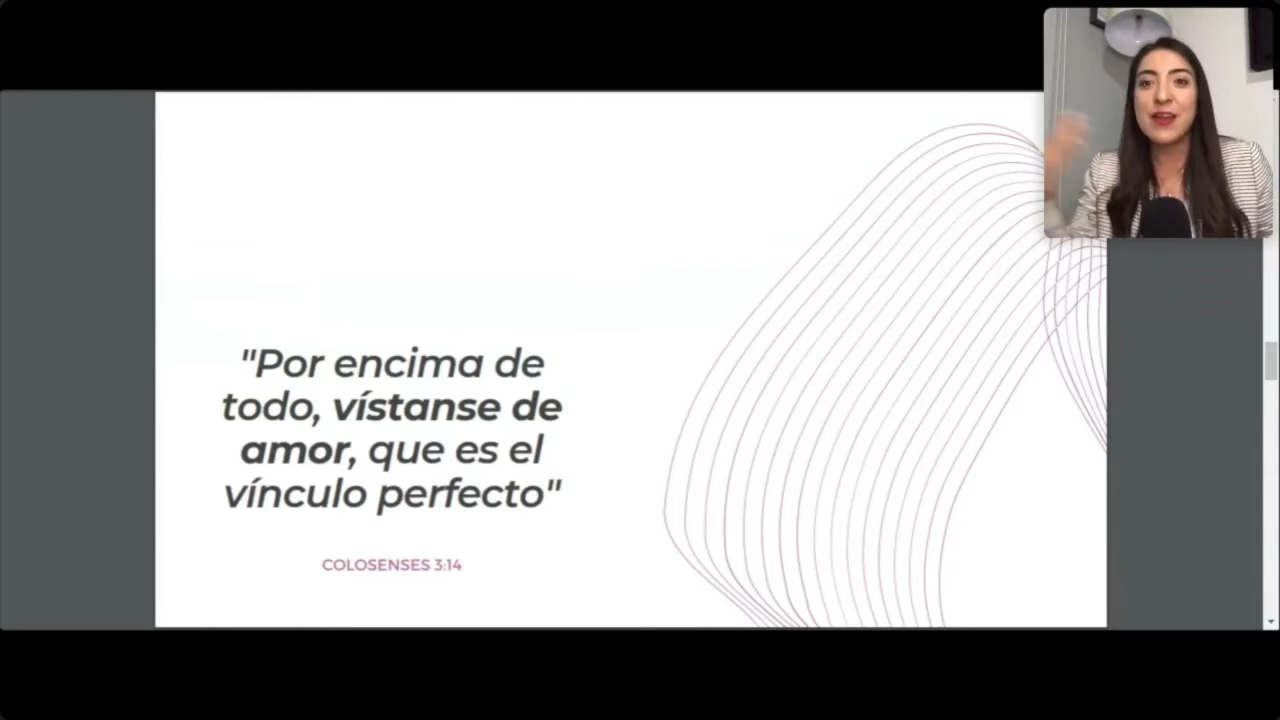 "Por encima de
todo, vístanse de
amor, que es el
vínculo perfecto"
COLOSENSES 3:14